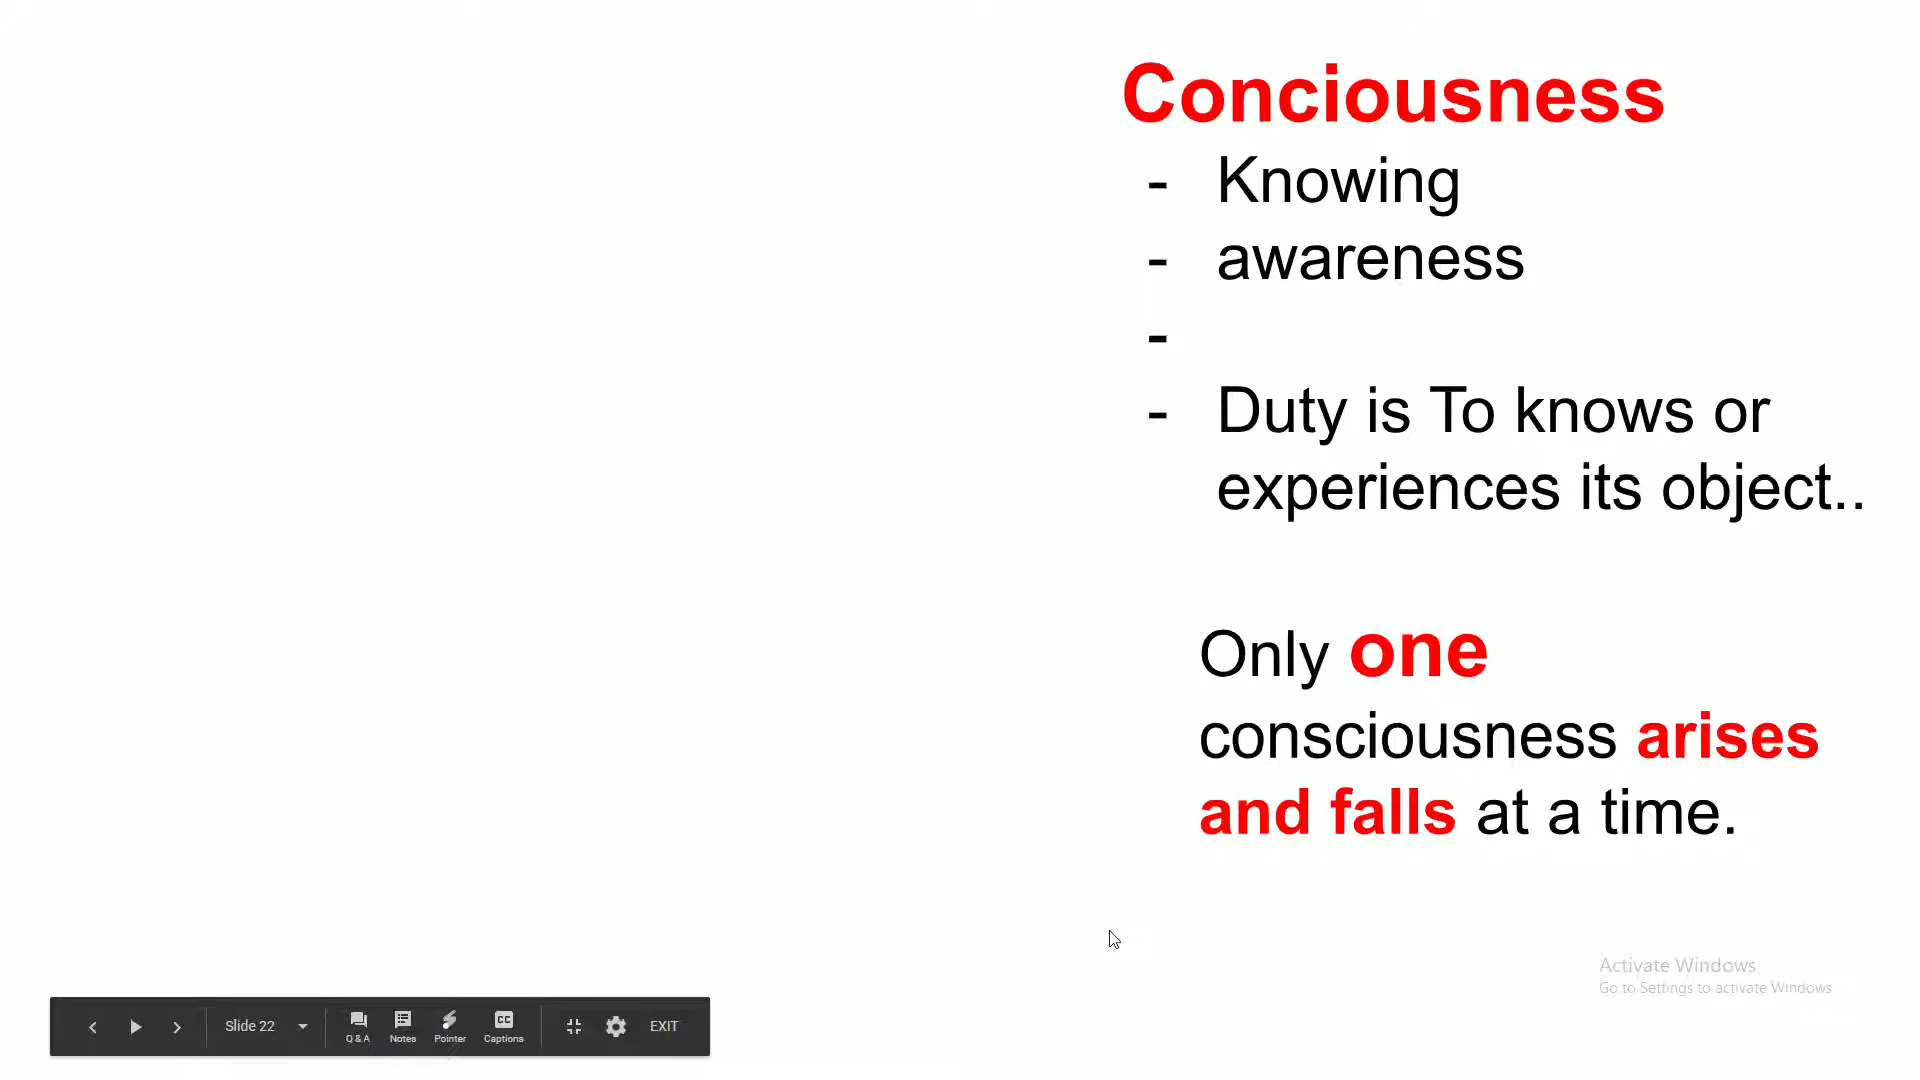 Conciousness
- Knowing
- awareness
-
- Duty is To knows or
experiences its object..
Only one
consciousness arises
and falls at a time.
Activate Windows
Go to Settings to activate Windows
Slide 22
Q & A
Notes
Pointer
Captions
EXIT